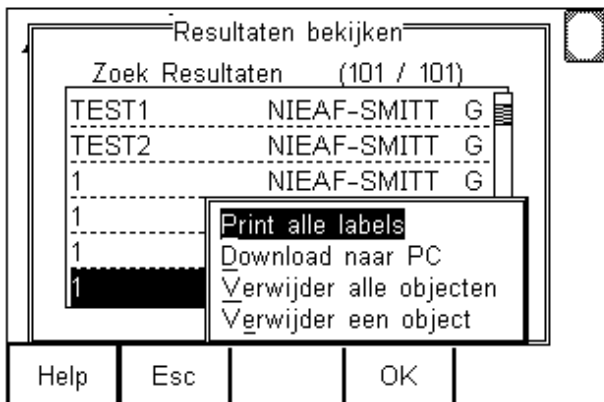 Resultaten bekijken
Zoek Resultaten (101 / 101)
TEST1 NIEAF-SMITT G
TEST2 NIEAF-SMITT G
1 NIEAF-SMITT G
1
1
1
Print alle labels
Download naar PC
Verwijder alle objecten
Verwijder een object
Help Esc OK